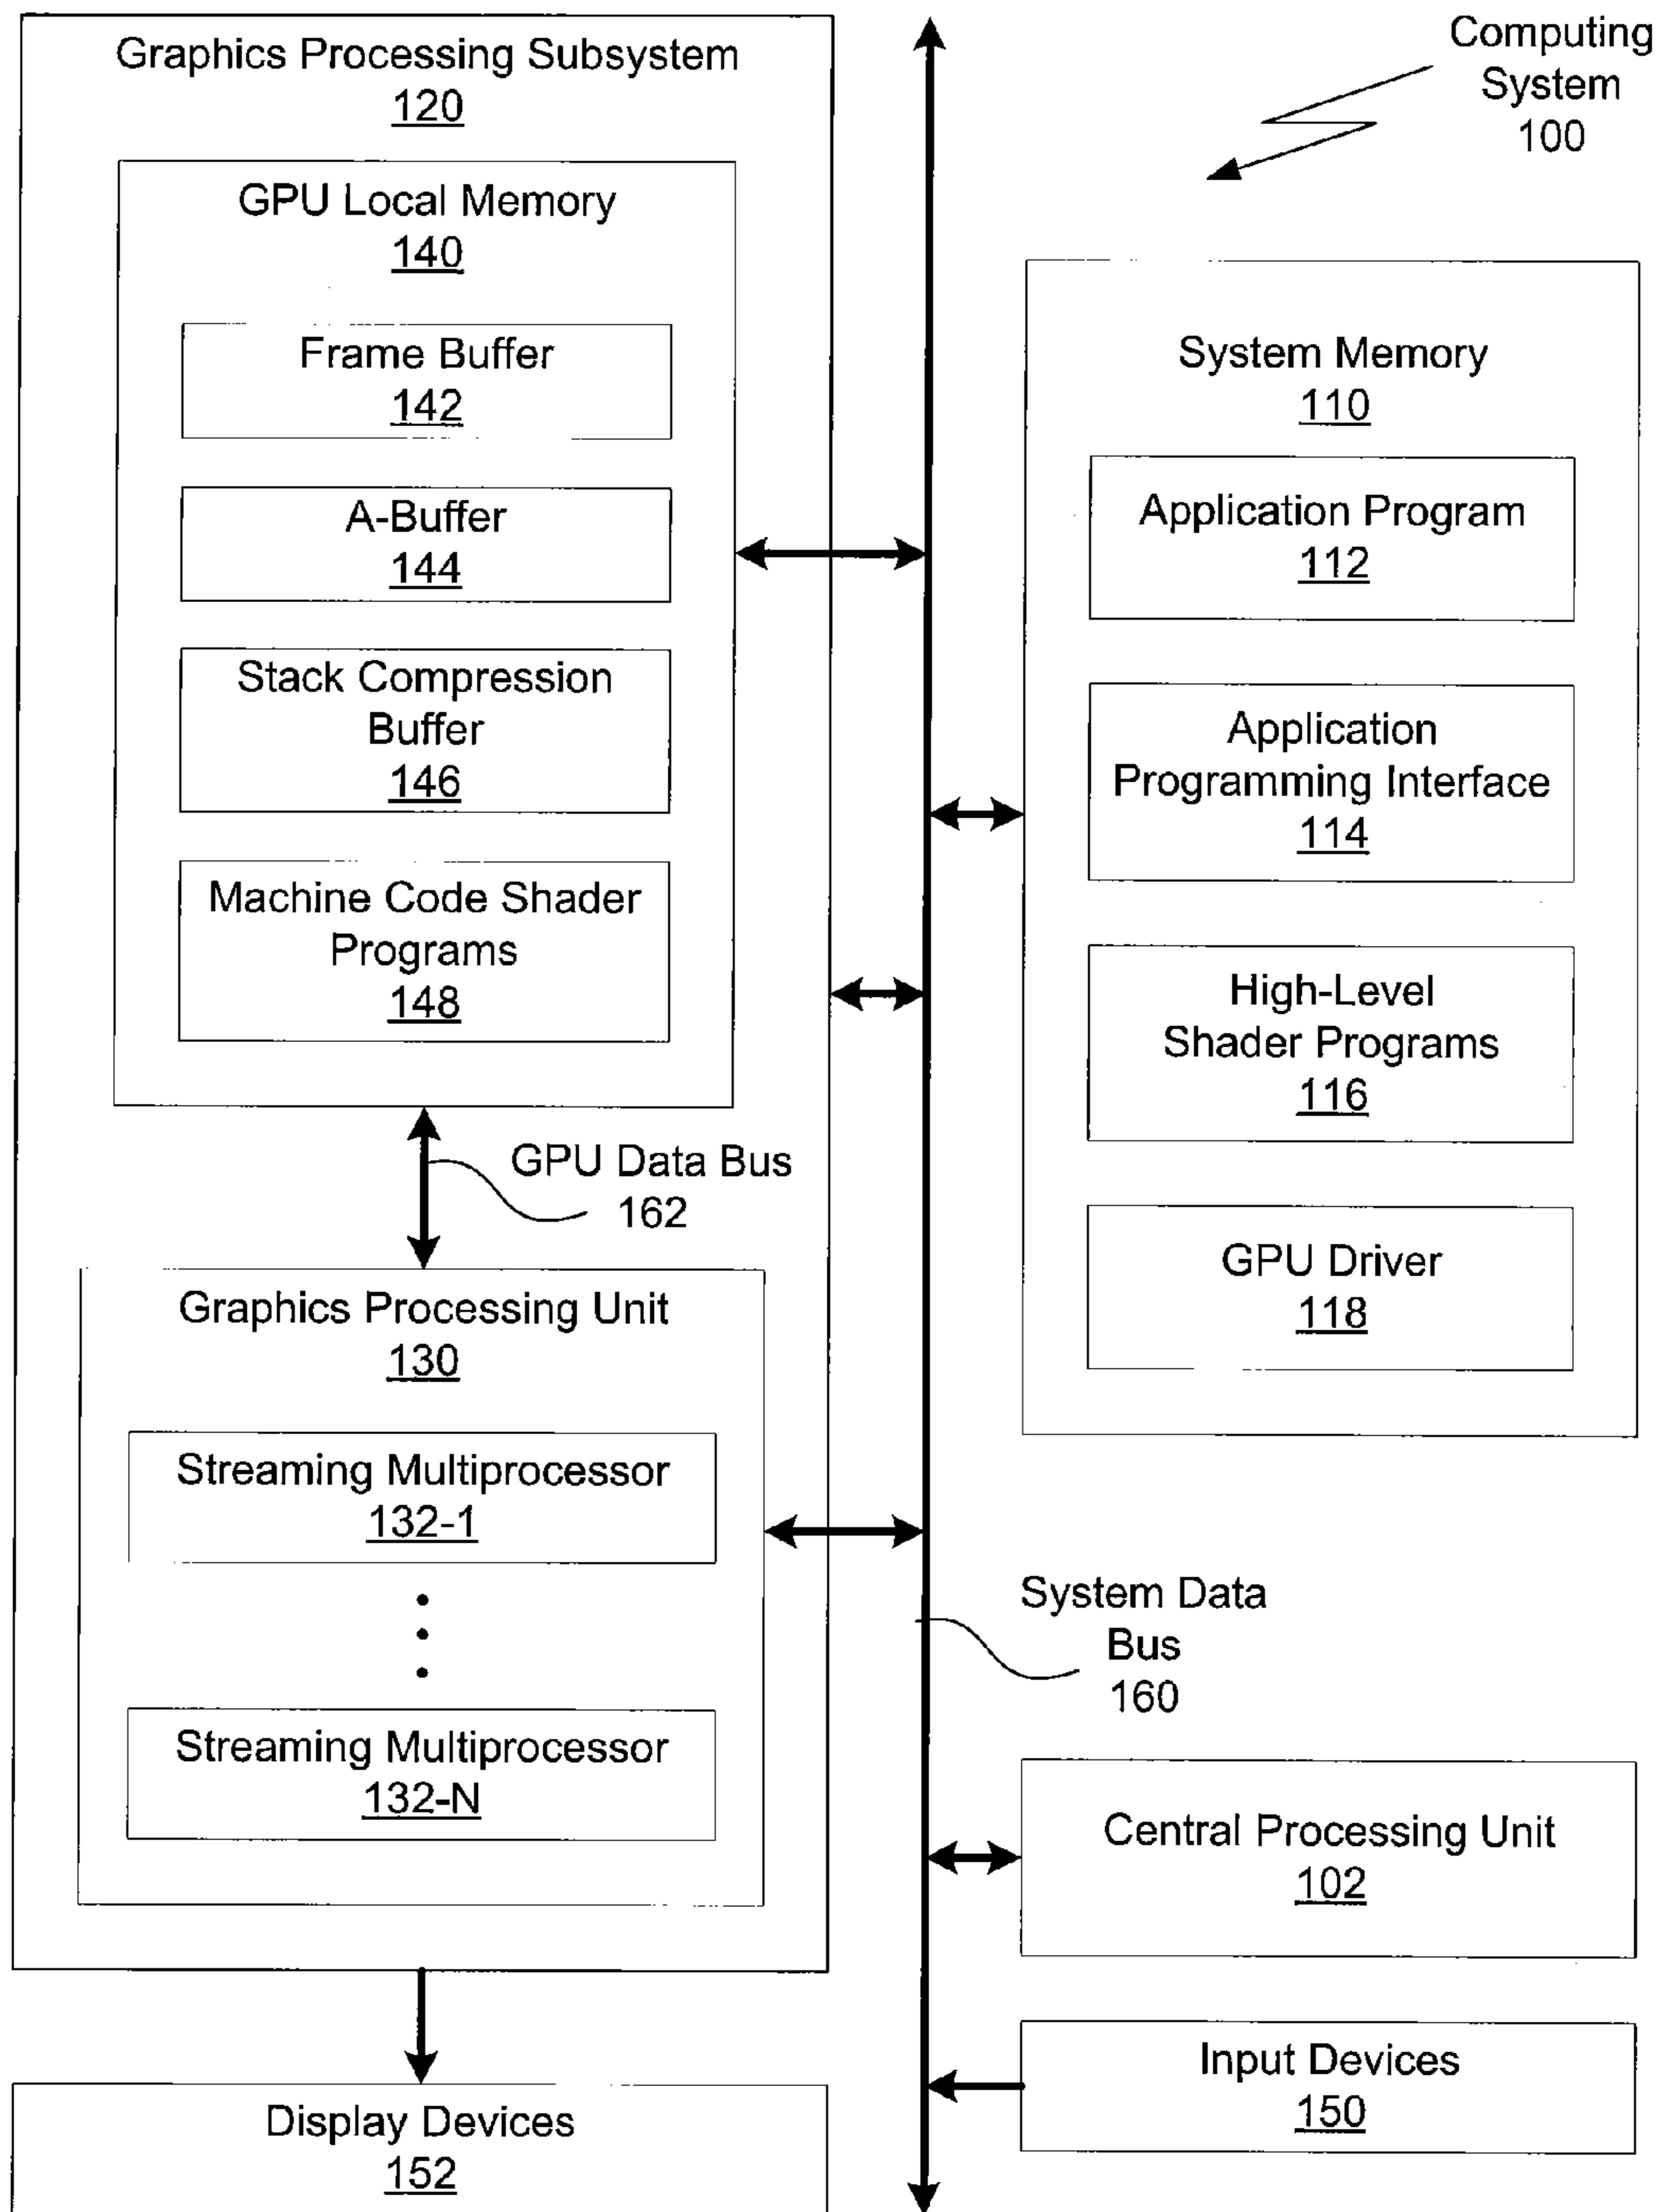 Graphics Processing Subsystem
120
GPU Local Memory
140
Frame Buffer
142
A-Buffer
144
Stack Compression
Buffer
146
Machine Code Shader
Programs
148
GPU Data Bus
162
Graphics Processing Unit
130
Streaming Multiprocessor
132-1
Streaming Multiprocessor
132-N
Display Devices
152
Computing
System
100
System Memory
110
Application Program
112
Application
Programming Interface
114
High-Level
Shader Programs
116
GPU Driver
118
System Data
Bus
160
Central Processing Unit
102
Input Devices
150